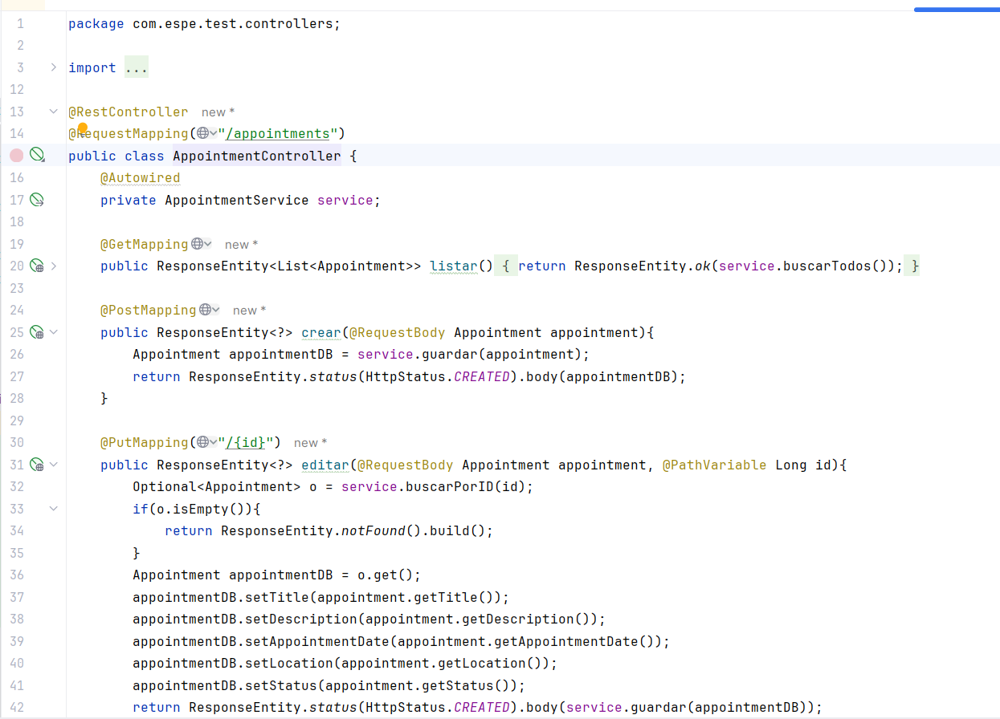 1 package com.espe.test.controllers;
2
3 import ...
12
13 @RestController new *
14 @RequestMapping("/appointments")
public class AppointmentController {
16 @Autowired
17 private AppointmentService service;
18
19 @GetMapping new *
20 public ResponseEntity<List<Appointment>> listar() { return ResponseEntity.ok(service.buscarTodos()); }
23
24 @PostMapping new *
25 public ResponseEntity<?> crear(@RequestBody Appointment appointment){
26 Appointment appointmentDB = service.guardar(appointment);
27 return ResponseEntity.status(HttpStatus.CREATED).body(appointmentDB);
28 }
29
30 @PutMapping("/{id}") new *
31 public ResponseEntity<?> editar(@RequestBody Appointment appointment, @PathVariable Long id){
32 Optional<Appointment> o = service.buscarPorID(id);
33 if(o.isEmpty()){
34 return ResponseEntity.notFound().build();
35 }
36 Appointment appointmentDB = o.get();
37 appointmentDB.setTitle(appointment.getTitle());
38 appointmentDB.setDescription(appointment.getDescription());
39 appointmentDB.setAppointmentDate(appointment.getAppointmentDate());
40 appointmentDB.setLocation(appointment.getLocation());
41 appointmentDB.setStatus(appointment.getStatus());
42 return ResponseEntity.status(HttpStatus.CREATED).body(service.guardar(appointmentDB));